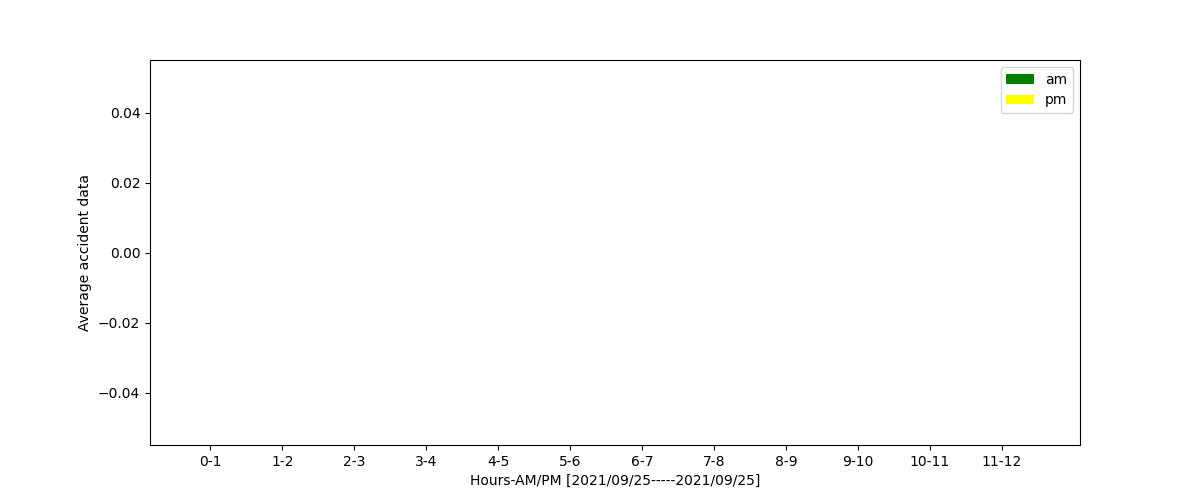 am
pm
0.04
0.02
0.00
−0.02
−0.04
Average accident data
0-1 1-2 2-3 3-4 4-5 5-6 6-7 7-8 8-9 9-10 10-11 11-12
Hours-AM/PM [2021/09/25-----2021/09/25]